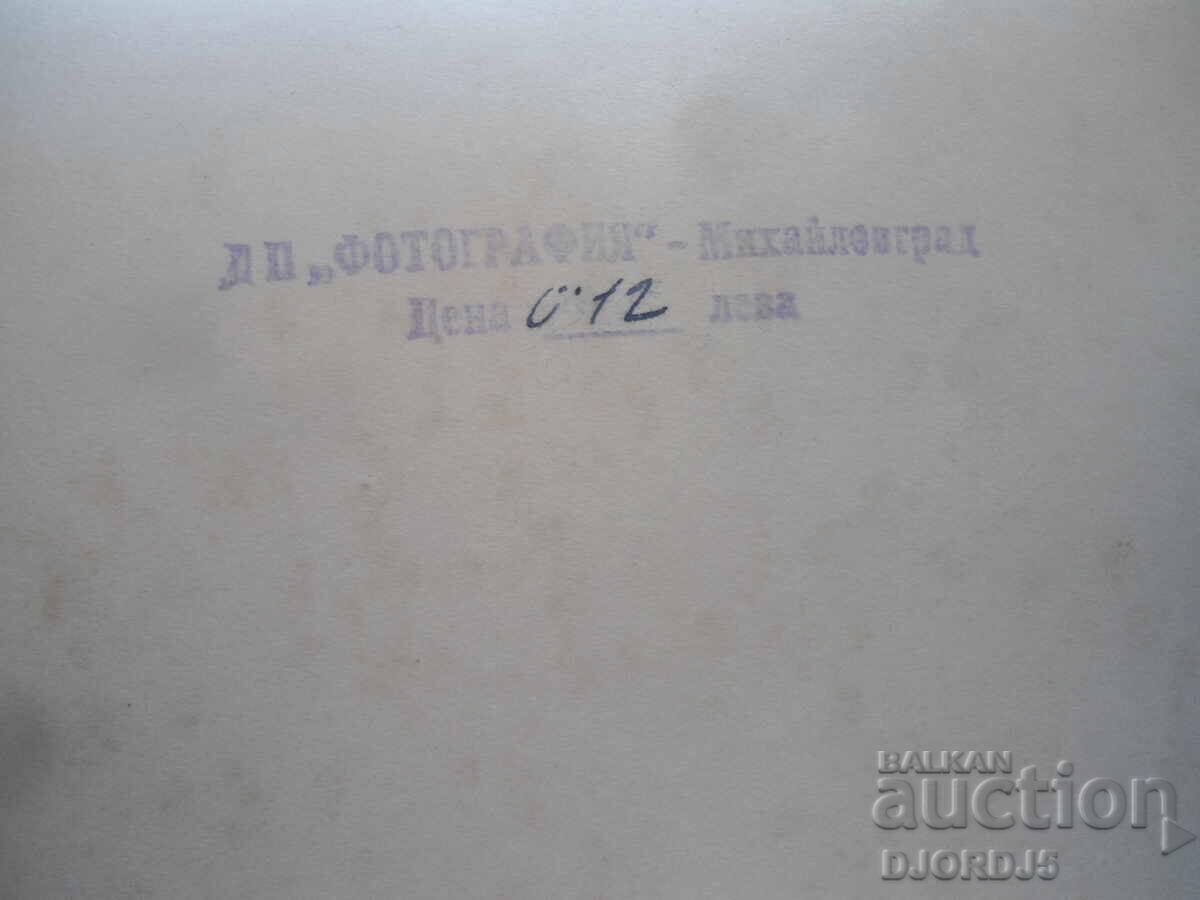 ДП „ФОТОГРАФИЯ“ - Михайловград
Цена 0.12 лева
BALKAN
auction
DJORDJ5